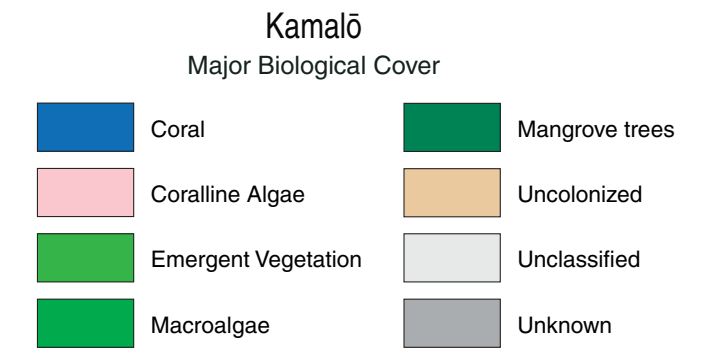 Kamalō
Major Biological Cover
Coral
Mangrove trees
Coralline Algae
Uncolonized
Emergent Vegetation
Unclassified
Macroalgae
Unknown